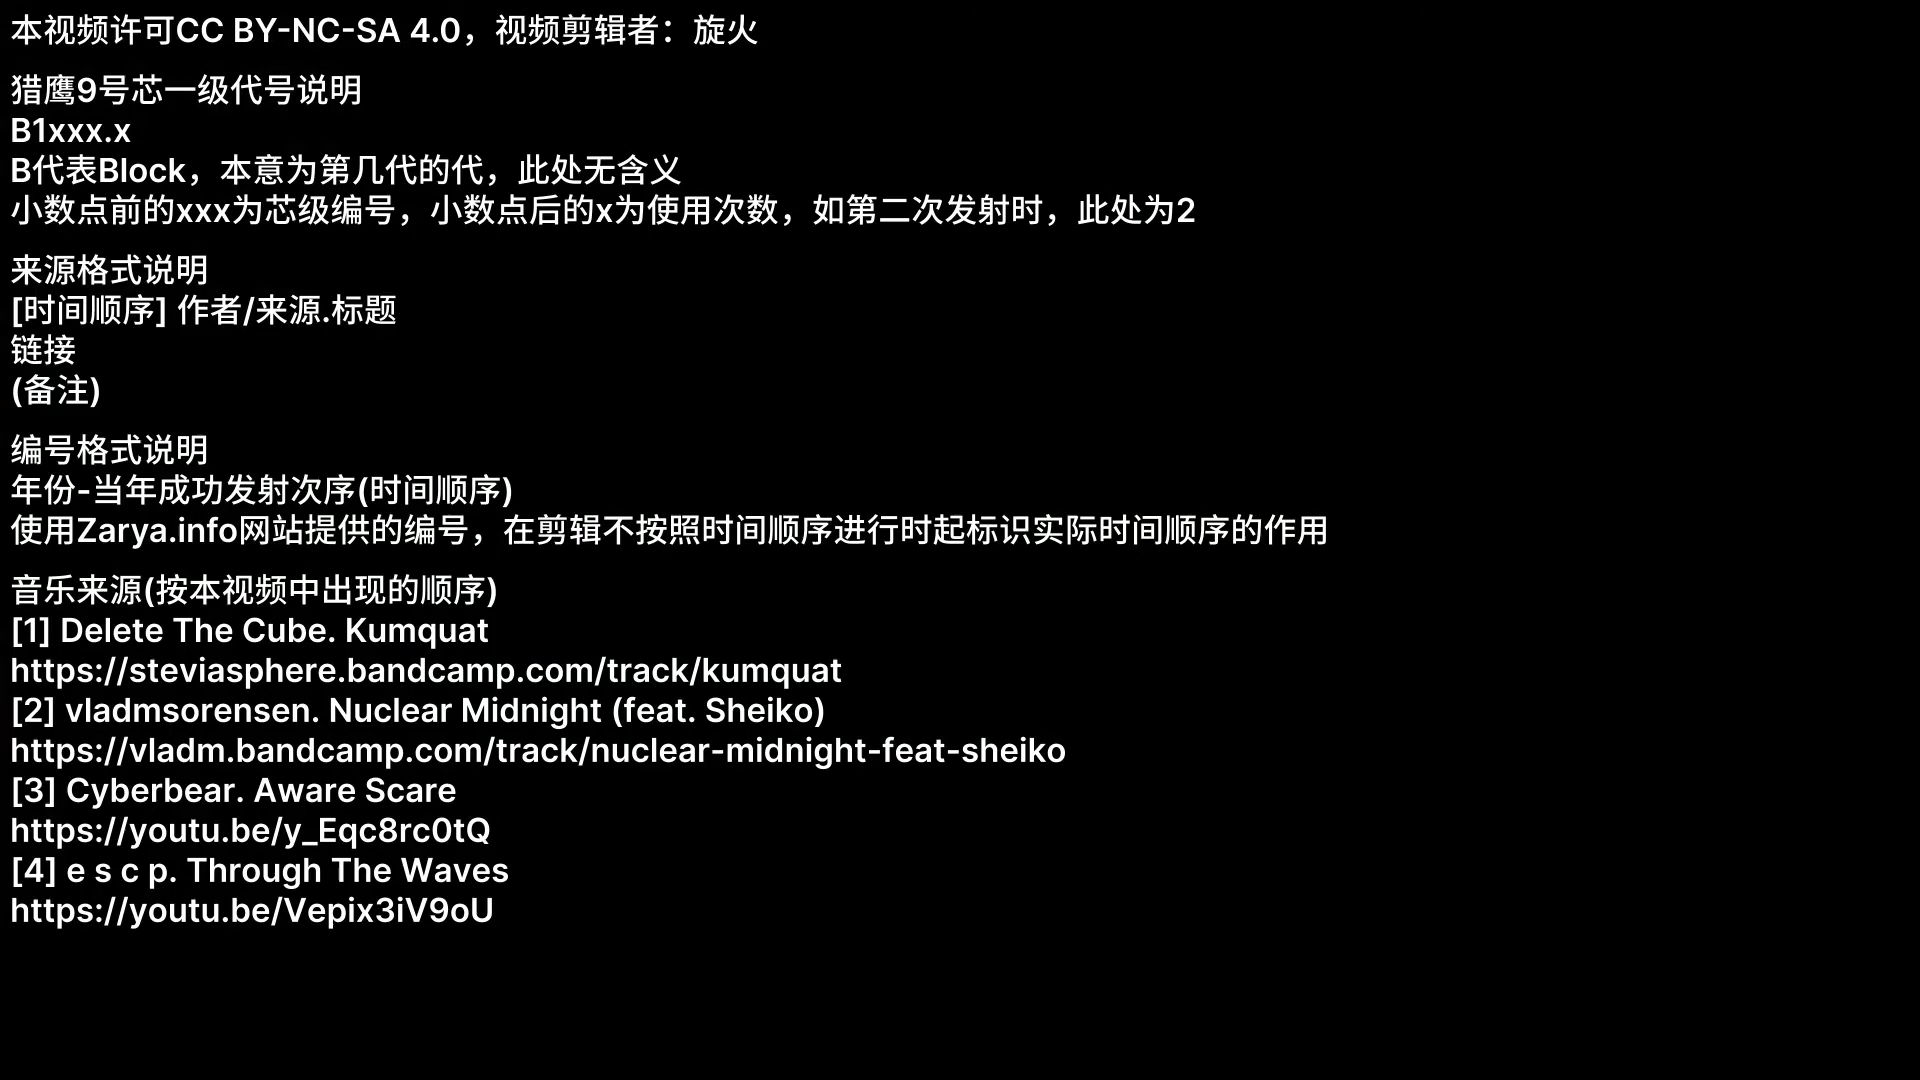 本视频许可CC BY-NC-SA 4.0，视频剪辑者：旋火
猎鹰9号芯一级代号说明
B1xxx.x
B代表Block，本意为第几代的代，此处无含义
小数点前的xxx为芯级编号，小数点后的x为使用次数，如第二次发射时，此处为2
来源格式说明
[时间顺序] 作者/来源.标题
链接
(备注)
编号格式说明
年份-当年成功发射次序(时间顺序)
使用Zarya.info网站提供的编号，在剪辑不按照时间顺序进行时起标识实际时间顺序的作用
音乐来源(按本视频中出现的顺序)
[1] Delete The Cube. Kumquat
https://steviasphere.bandcamp.com/track/kumquat
[2] vladmsorensen. Nuclear Midnight (feat. Sheiko)
https://vladm.bandcamp.com/track/nuclear-midnight-feat-sheiko
[3] Cyberbear. Aware Scare
https://youtu.be/y_Eqc8rc0tQ
[4] e s c p. Through The Waves
https://youtu.be/Vepix3iV9oU